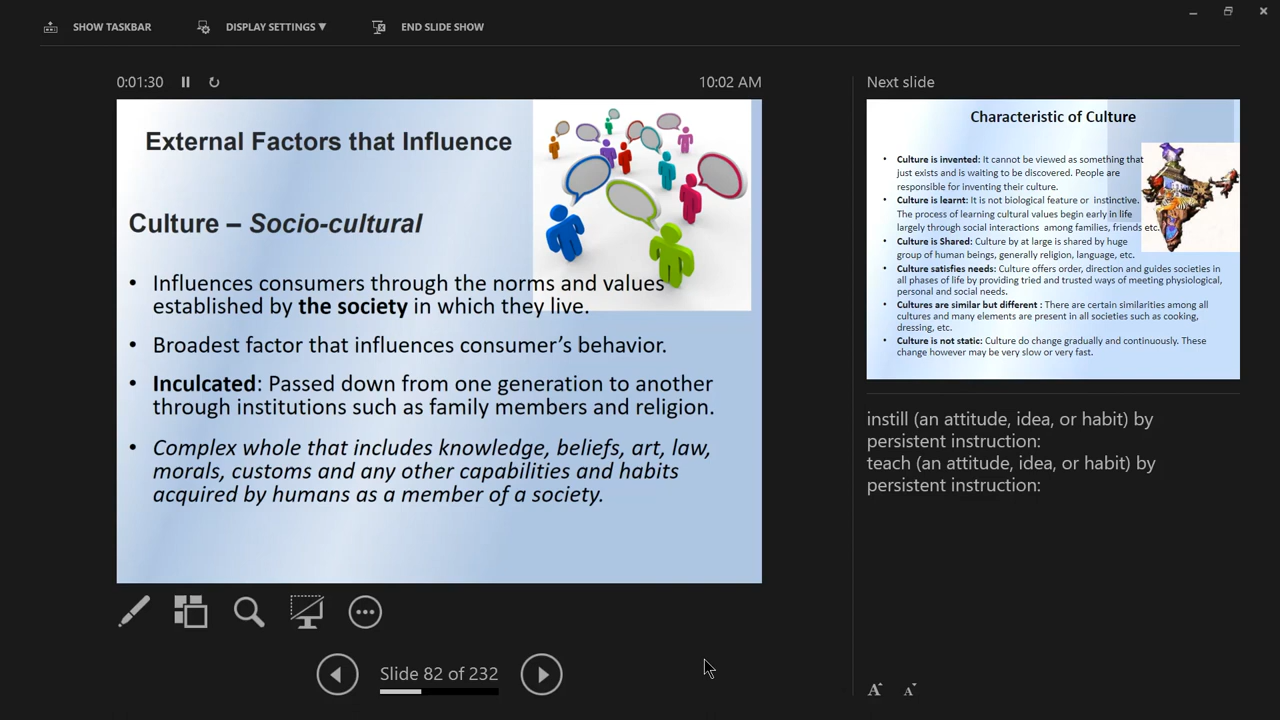 SHOW TASKBAR
DISPLAY SETTINGS ▼
END SLIDE SHOW
0:01:30
10:02 AM
External Factors that Influence
Culture – Socio-cultural
• Influences consumers through the norms and values
established by the society in which they live.
• Broadest factor that influences consumer’s behavior.
• Inculcated: Passed down from one generation to another
through institutions such as family members and religion.
• Complex whole that includes knowledge, beliefs, art, law,
morals, customs and any other capabilities and habits
acquired by humans as a member of a society.
Slide 82 of 232
Next slide
Characteristic of Culture
• Culture is invented: It cannot be viewed as something that
just exists and is waiting to be discovered. People are
responsible for inventing their culture.
• Culture is learnt: It is not biological feature or instinctive.
The process of learning cultural values begin early in life
largely through social interactions among families, friends etc.
• Culture is Shared: Culture by at large is shared by huge
group of human beings, generally religion, language, etc.
• Culture satisfies needs: Culture offers order, direction and guides societies in
all phases of life by providing tried and trusted ways of meeting physiological,
personal and social needs.
• Cultures are similar but different : There are certain similarities among all
cultures and many elements are present in all societies such as cooking,
dressing, etc.
• Culture is not static: Culture do change gradually and continuously. These
change however may be very slow or very fast.
instill (an attitude, idea, or habit) by
persistent instruction:
teach (an attitude, idea, or habit) by
persistent instruction:
A A